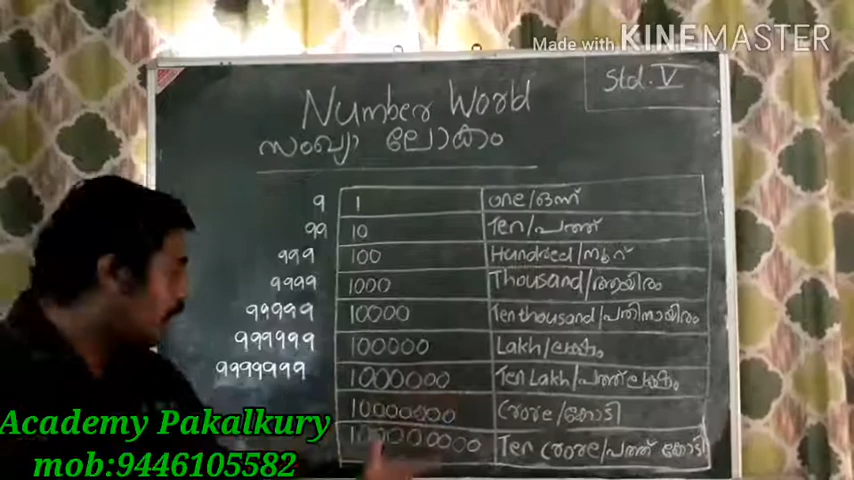 Made with KINEMASTER
Std. V
Number World
സംഖ്യാ ലോകം
9 1 one/ഒന്ന്
99 10 Ten/പത്ത്
999 100 Hundred/നൂറ്
9999 1000 Thousand/ആയിരം
99999 10000 Ten thousand/പതിനായിരം
999999 100000 Lakh/ലക്ഷം
9999999 1000000 Ten Lakh/പത്ത് ലക്ഷം
10000000 Crore/കോടി
100000000 Ten Crore/പത്ത് കോടി
Academy Pakalkury
mob:9446105582